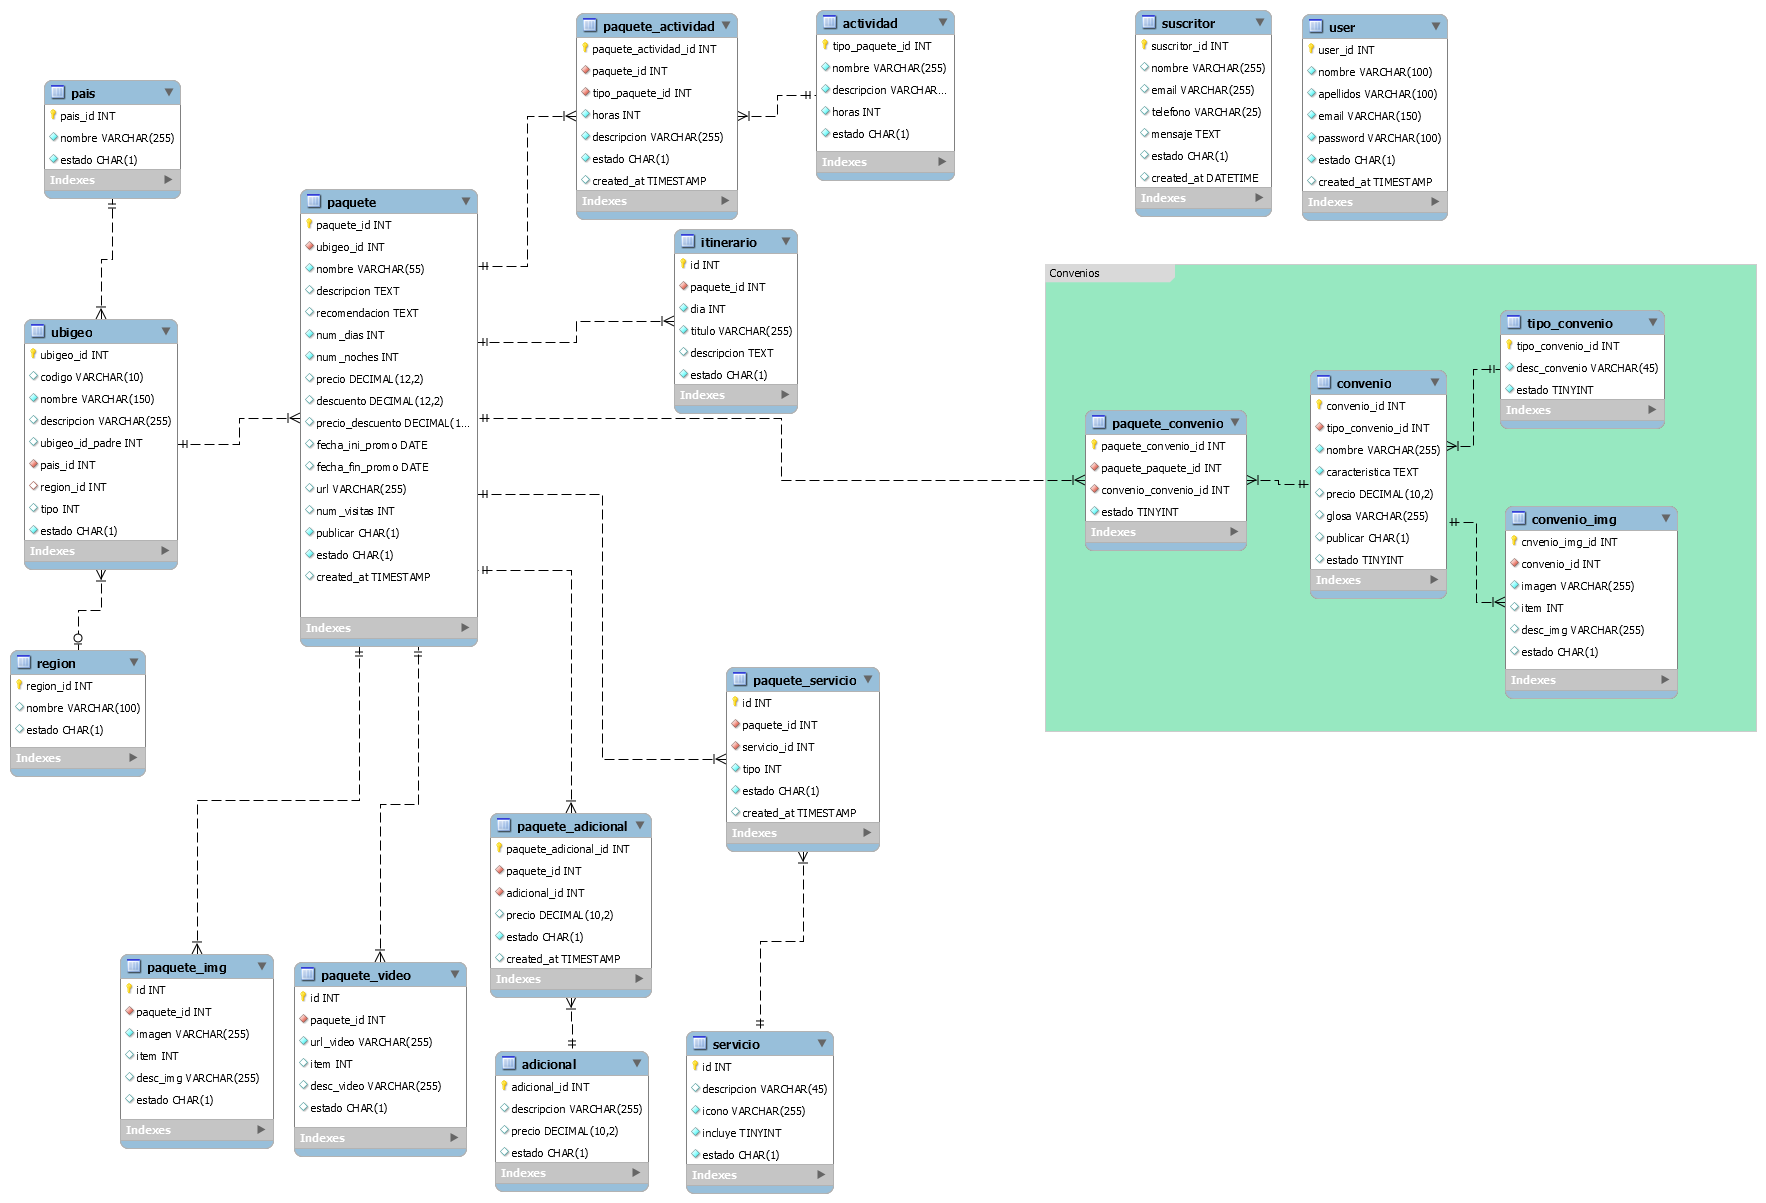 pais
pais_id INT
nombre VARCHAR(255)
estado CHAR(1)
Indexes
ubigeo
ubigeo_id INT
codigo VARCHAR(10)
nombre VARCHAR(150)
descripcion VARCHAR(255)
ubigeo_id_padre INT
pais_id INT
region_id INT
tipo INT
estado CHAR(1)
Indexes
region
region_id INT
nombre VARCHAR(100)
estado CHAR(1)
Indexes
paquete
paquete_id INT
ubigeo_id INT
nombre VARCHAR(55)
descripcion TEXT
recomendacion TEXT
num_dias INT
num_noches INT
precio DECIMAL(12,2)
descuento DECIMAL(12,2)
precio_descuento DECIMAL(1...
fecha_ini_promo DATE
fecha_fin_promo DATE
url VARCHAR(255)
num_visitas INT
publicar CHAR(1)
estado CHAR(1)
created_at TIMESTAMP
Indexes
paquete_actividad
paquete_actividad_id INT
paquete_id INT
tipo_paquete_id INT
horas INT
descripcion VARCHAR(255)
estado CHAR(1)
created_at TIMESTAMP
Indexes
actividad
tipo_paquete_id INT
nombre VARCHAR(255)
descripcion VARCHAR...
horas INT
estado CHAR(1)
Indexes
itinerario
id INT
paquete_id INT
dia INT
titulo VARCHAR(255)
descripcion TEXT
estado CHAR(1)
Indexes
suscritor
suscritor_id INT
nombre VARCHAR(255)
email VARCHAR(255)
telefono VARCHAR(25)
mensaje TEXT
estado CHAR(1)
created_at DATETIME
Indexes
user
user_id INT
nombre VARCHAR(100)
apellidos VARCHAR(100)
email VARCHAR(150)
password VARCHAR(100)
estado CHAR(1)
created_at TIMESTAMP
Indexes
Convenios
paquete_convenio
paquete_convenio_id INT
paquete_paquete_id INT
convenio_convenio_id INT
estado TINYINT
Indexes
convenio
convenio_id INT
tipo_convenio_id INT
nombre VARCHAR(255)
caracteristica TEXT
precio DECIMAL(10,2)
glosa VARCHAR(255)
publicar CHAR(1)
estado TINYINT
Indexes
tipo_convenio
tipo_convenio_id INT
desc_convenio VARCHAR(45)
estado TINYINT
Indexes
convenio_img
cnvenio_img_id INT
convenio_id INT
imagen VARCHAR(255)
item INT
desc_img VARCHAR(255)
estado CHAR(1)
Indexes
paquete_servicio
id INT
paquete_id INT
servicio_id INT
tipo INT
estado CHAR(1)
created_at TIMESTAMP
Indexes
paquete_adicional
paquete_adicional_id INT
paquete_id INT
adicional_id INT
precio DECIMAL(10,2)
estado CHAR(1)
created_at TIMESTAMP
Indexes
paquete_img
id INT
paquete_id INT
imagen VARCHAR(255)
item INT
desc_img VARCHAR(255)
estado CHAR(1)
Indexes
paquete_video
id INT
paquete_id INT
url_video VARCHAR(255)
item INT
desc_video VARCHAR(255)
estado CHAR(1)
Indexes
adicional
adicional_id INT
descripcion VARCHAR(255)
precio DECIMAL(10,2)
estado CHAR(1)
Indexes
servicio
id INT
descripcion VARCHAR(45)
icono VARCHAR(255)
incluye TINYINT
estado CHAR(1)
Indexes